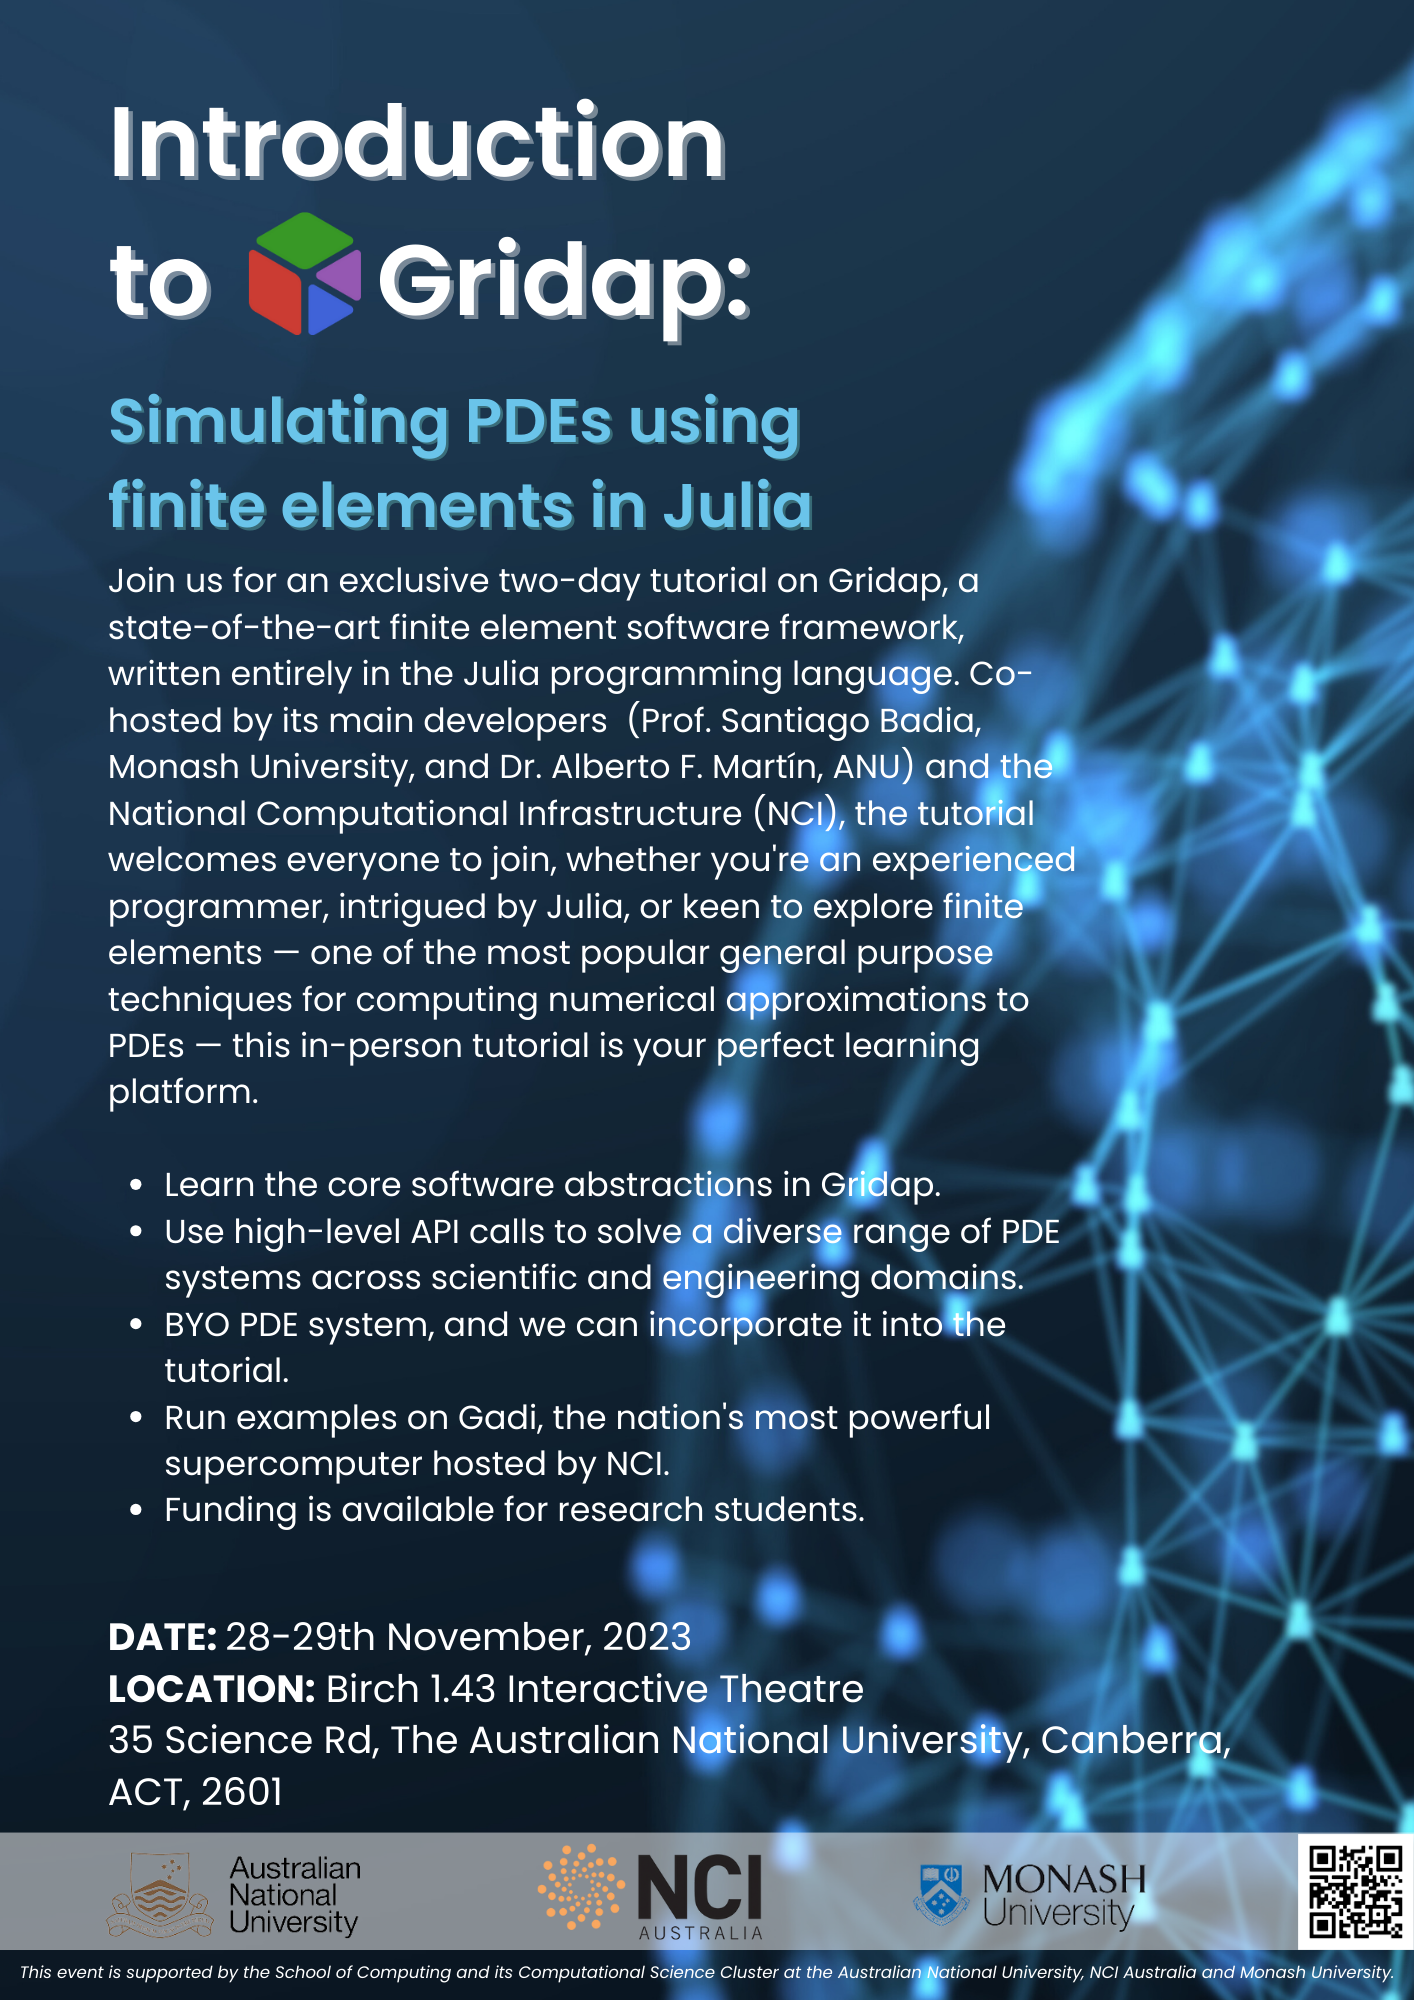 Introduction
to Gridap:
Simulating PDEs using
finite elements in Julia
Join us for an exclusive two-day tutorial on Gridap, a
state-of-the-art finite element software framework,
written entirely in the Julia programming language. Co-
hosted by its main developers  (Prof. Santiago Badia,
Monash University, and Dr. Alberto F. Martín, ANU) and the
National Computational Infrastructure (NCI), the tutorial
welcomes everyone to join, whether you're an experienced
programmer, intrigued by Julia, or keen to explore finite
elements — one of the most popular general purpose
techniques for computing numerical approximations to
PDEs — this in-person tutorial is your perfect learning
platform.
• Learn the core software abstractions in Gridap.
• Use high-level API calls to solve a diverse range of PDE
systems across scientific and engineering domains.
• BYO PDE system, and we can incorporate it into the
tutorial.
• Run examples on Gadi, the nation's most powerful
supercomputer hosted by NCI.
• Funding is available for research students.
DATE: 28-29th November, 2023
LOCATION: Birch 1.43 Interactive Theatre
35 Science Rd, The Australian National University, Canberra,
ACT, 2601
Australian
National
University
NCI
AUSTRALIA
MONASH
University
This event is supported by the School of Computing and its Computational Science Cluster at the Australian National University, NCI Australia and Monash University.